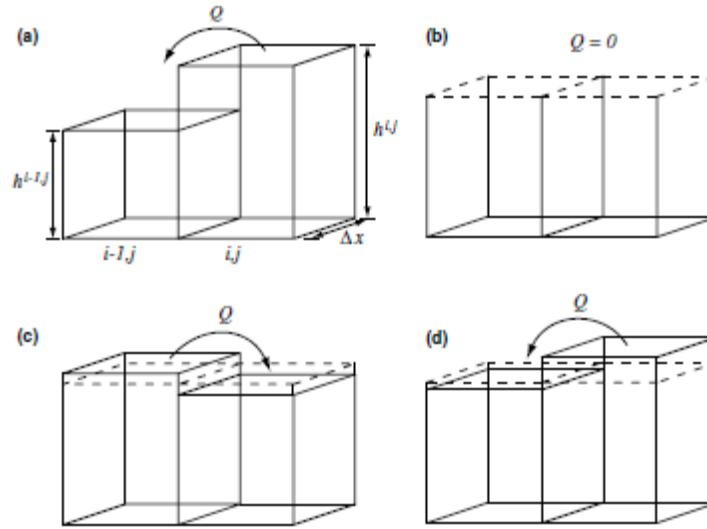 (a)
Q
h^{i-1,j}
h^{i,j}
Δx
i-1,j
i,j
(b)
Q = 0
(c)
Q
(d)
Q